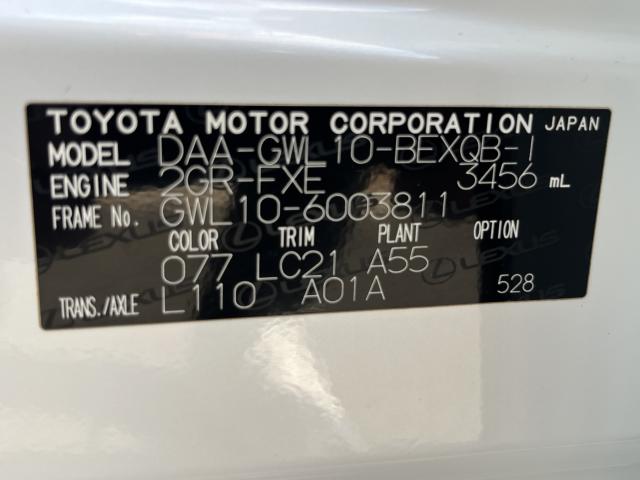 TOYOTA MOTOR CORPORATION JAPAN
MODEL DAA-GWL10-BEXQB-I
ENGINE 2GR-FXE 3456 mL
FRAME No. GWL10-6003811
COLOR TRIM PLANT OPTION
077 LC21 A55
TRANS./AXLE L110 A01A 528